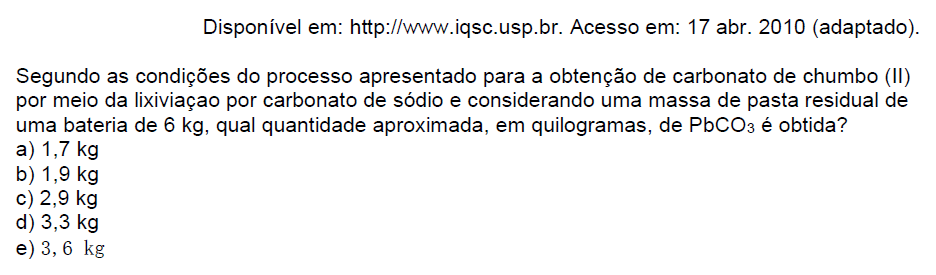 Disponível em: http://www.iqsc.usp.br. Acesso em: 17 abr. 2010 (adaptado).
Segundo as condições do processo apresentado para a obtenção de carbonato de chumbo (II)
por meio da lixiviaçao por carbonato de sódio e considerando uma massa de pasta residual de
uma bateria de 6 kg, qual quantidade aproximada, em quilogramas, de PbCO₃ é obtida?
a) 1,7 kg
b) 1,9 kg
c) 2,9 kg
d) 3,3 kg
e) 3,6 kg